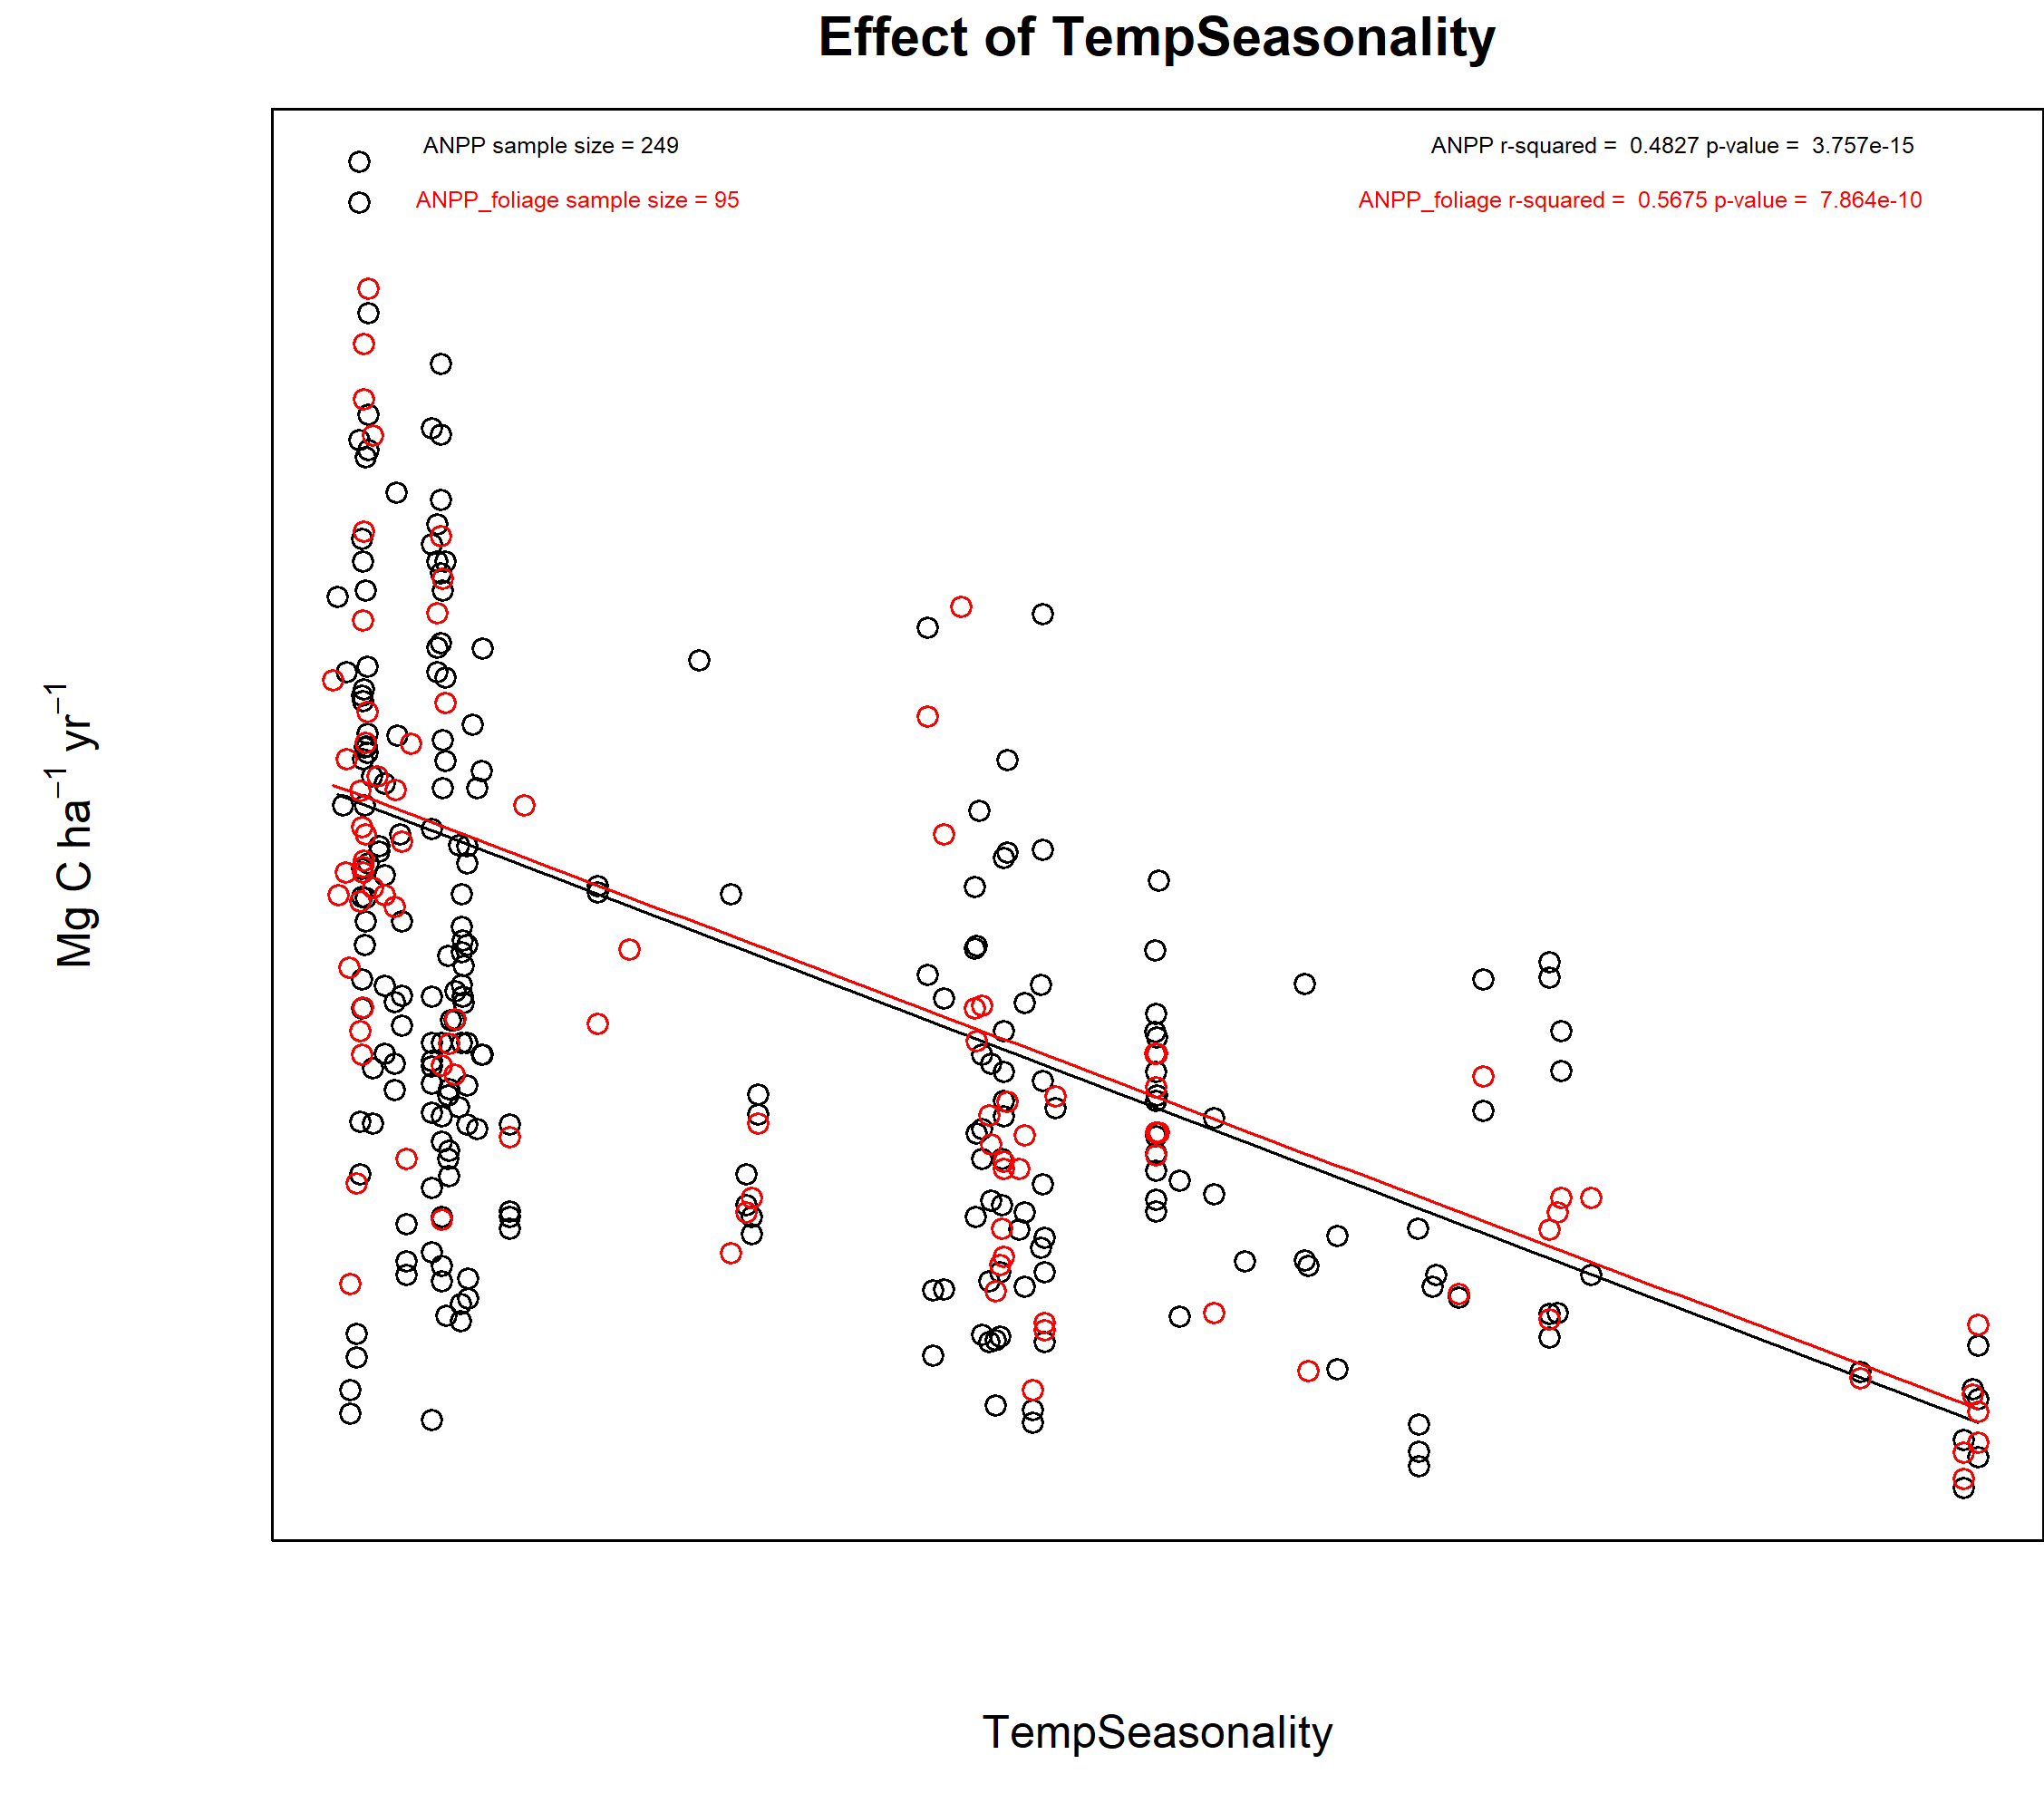 Effect of TempSeasonality
ANPP sample size = 249
ANPP r-squared = 0.4827 p-value = 3.757e-15
ANPP_foliage sample size = 95
ANPP_foliage r-squared = 0.5675 p-value = 7.864e-10
Mg C ha⁻¹ yr⁻¹
TempSeasonality